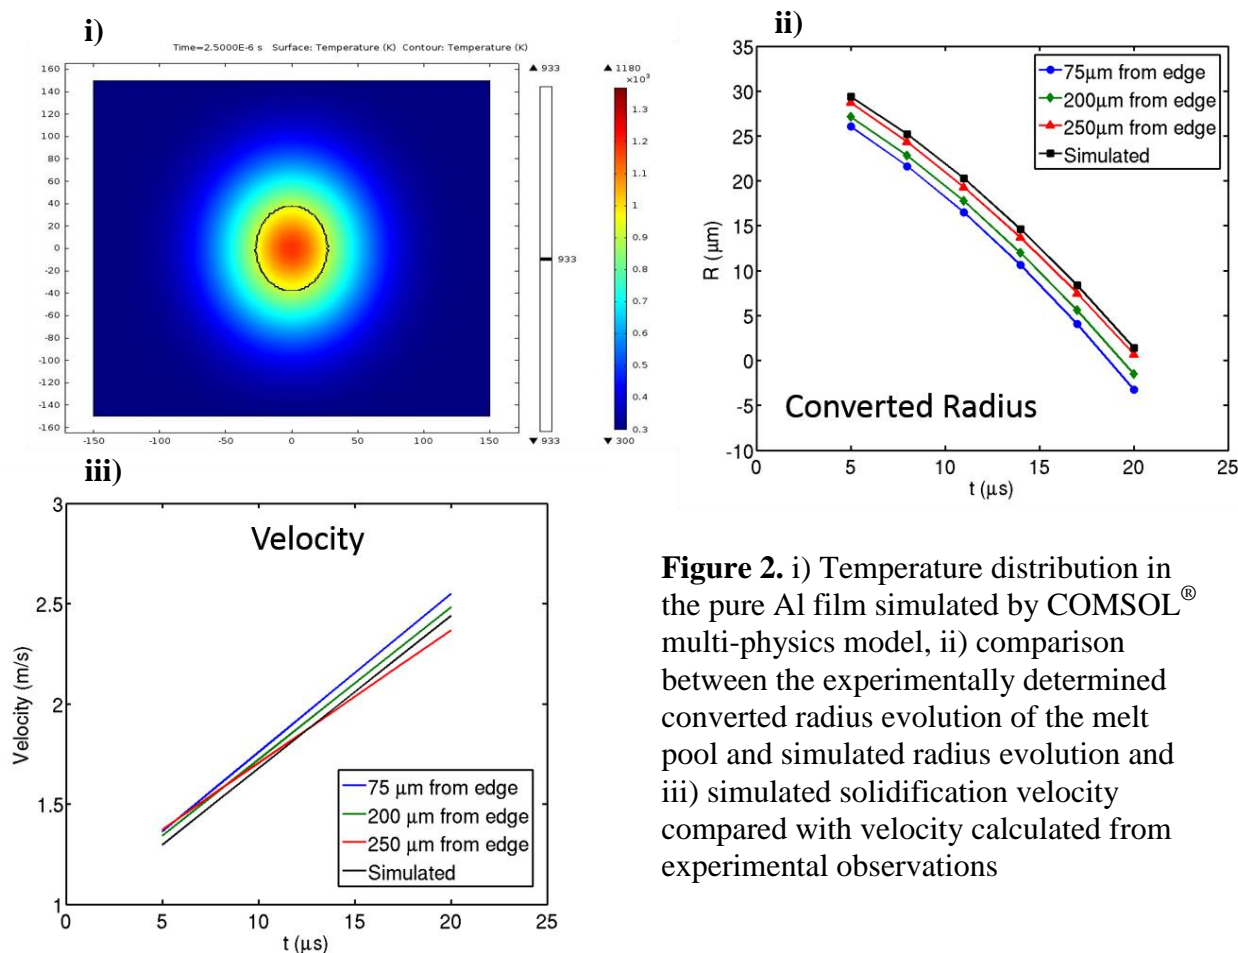 i)
Time=2.5000E-6 s Surface: Temperature (K) Contour: Temperature (K)
160
140
120
100
80
60
40
20
0
-20
-40
-60
-80
-100
-120
-140
-160
-150
-100
-50
0
50
100
150
▲ 933
933
▼ 933
▲ 1180
×10³
1.3
1.2
1.1
1
0.9
0.8
0.7
0.6
0.5
0.4
0.3
▼ 300
ii)
35
30
25
20
15
10
5
0
-5
-10
R (μm)
75μm from edge
200μm from edge
250μm from edge
Simulated
Converted Radius
0
5
10
15
20
25
t (μs)
iii)
3
2.5
2
1.5
1
Velocity (m/s)
Velocity
75 μm from edge
200 μm from edge
250 μm from edge
Simulated
0
5
10
15
20
25
t (μs)
Figure 2. i) Temperature distribution in
the pure Al film simulated by COMSOL®
multi-physics model, ii) comparison
between the experimentally determined
converted radius evolution of the melt
pool and simulated radius evolution and
iii) simulated solidification velocity
compared with velocity calculated from
experimental observations